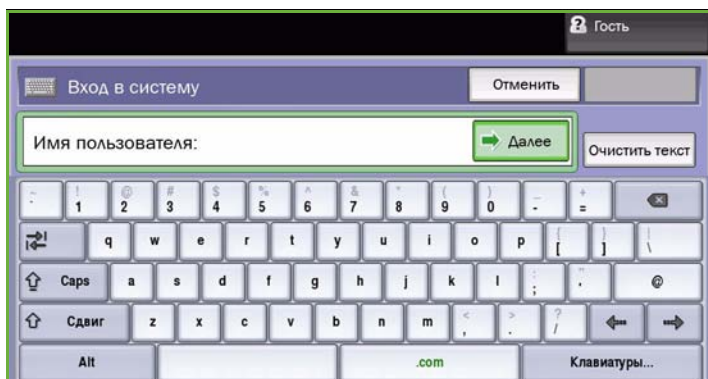 Гость
Вход в систему Отменить
Имя пользователя: Далее Очистить текст
~ ! @ # $ % ^ & * ( ) _ +
` 1 2 3 4 5 6 7 8 9 0 - =
q w e r t y u i o p { [ } ] | \
Caps a s d f g h j k l : ; " ' @
Сдвиг z x c v b n m < , > . ? /
Alt .com Клавиатуры...